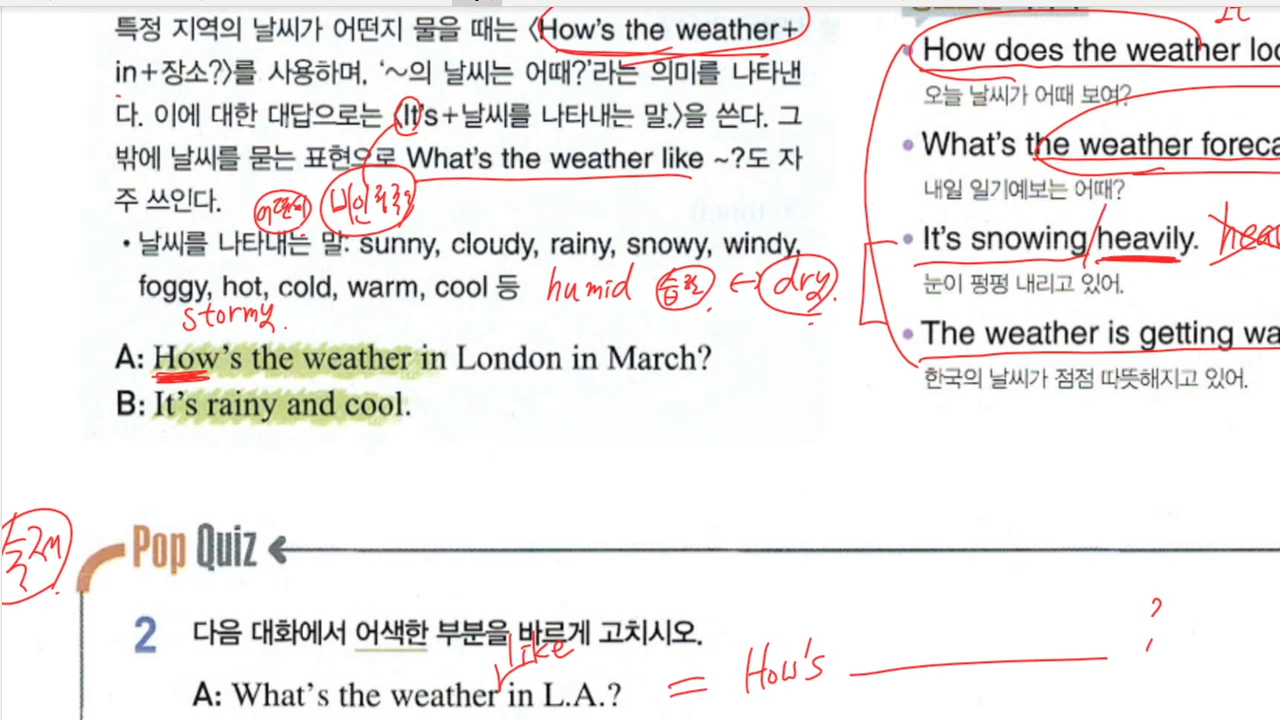 특정 지역의 날씨가 어떤지 물을 때는 〈How's the weather+
in+장소?〉를 사용하며, '~의 날씨는 어때?'라는 의미를 나타낸
다. 이에 대한 대답으로는 〈It's+날씨를 나타내는 말.〉을 쓴다. 그
밖에 날씨를 묻는 표현으로 What's the weather like ~?도 자
주 쓰인다.
비인칭주어
• 날씨를 나타내는 말: sunny, cloudy, rainy, snowy, windy,
foggy, hot, cold, warm, cool 등 humid ↔ dry
stormy
A: How's the weather in London in March?
B: It's rainy and cool.
It
• How does the weather loo
오늘 날씨가 어때 보여?
• What's the weather foreca
내일 일기예보는 어때?
• It's snowing heavily.
눈이 펑펑 내리고 있어.
• The weather is getting wa
한국의 날씨가 점점 따뜻해지고 있어.
숙제
Pop Quiz
2 다음 대화에서 어색한 부분을 바르게 고치시오.
like
A: What's the weather in L.A.? = How's ?